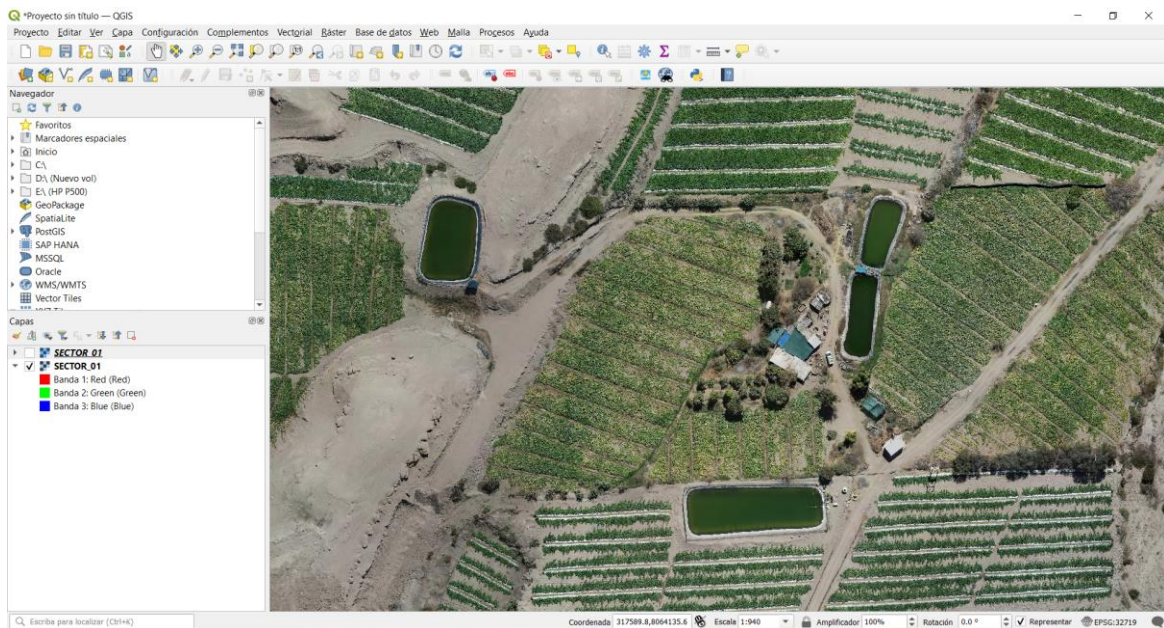 *Proyecto sin título — QGIS
Proyecto Editar Ver Capa Configuración Complementos Vectorial Ráster Base de datos Web Malla Procesos Ayuda
Navegador
Favoritos
Marcadores espaciales
Inicio
C:\
D:\ (Nuevo vol)
E:\ (HP P500)
GeoPackage
SpatiaLite
PostGIS
SAP HANA
MSSQL
Oracle
WMS/WMTS
Vector Tiles
Capas
SECTOR_01
SECTOR_01
Banda 1: Red (Red)
Banda 2: Green (Green)
Banda 3: Blue (Blue)
Escriba para localizar (Ctrl+K) Coordenada 317589.8,8064135.6 Escala 1:940 Amplificador 100% Rotación 0.0 ° Representar EPSG:32719